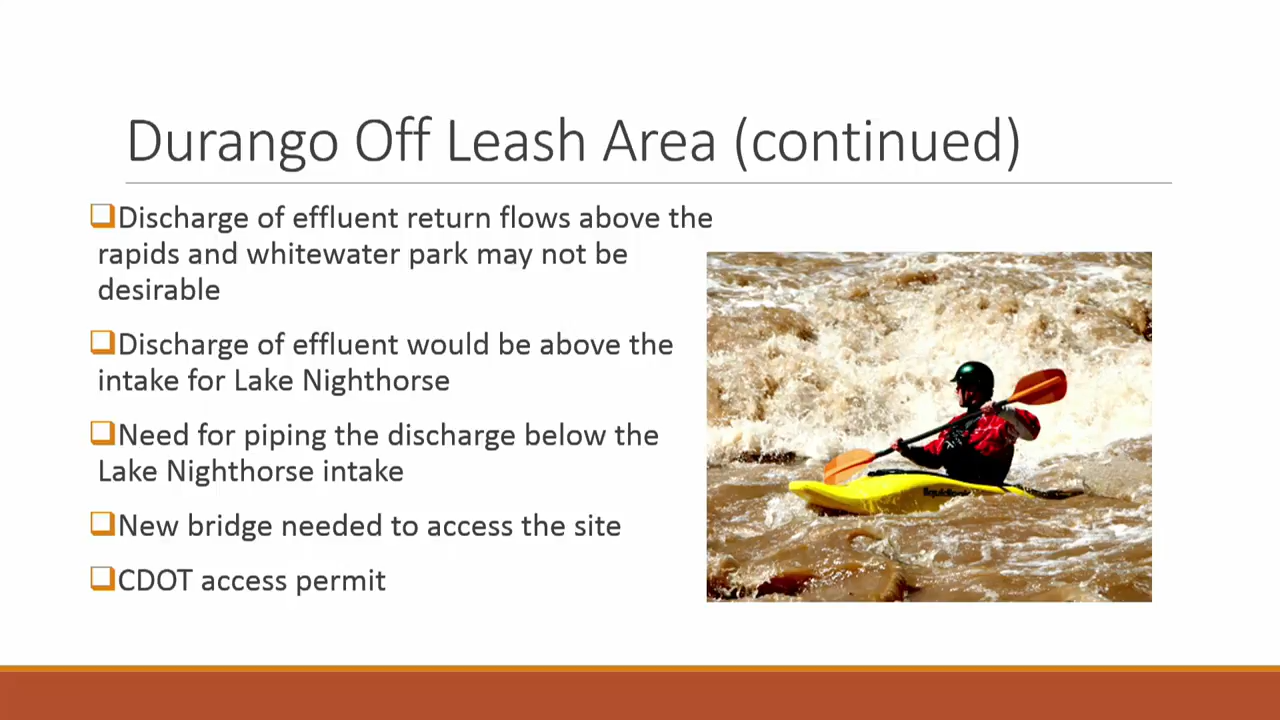 Durango Off Leash Area (continued)
Discharge of effluent return flows above the
rapids and whitewater park may not be
desirable
Discharge of effluent would be above the
intake for Lake Nighthorse
Need for piping the discharge below the
Lake Nighthorse intake
New bridge needed to access the site
CDOT access permit